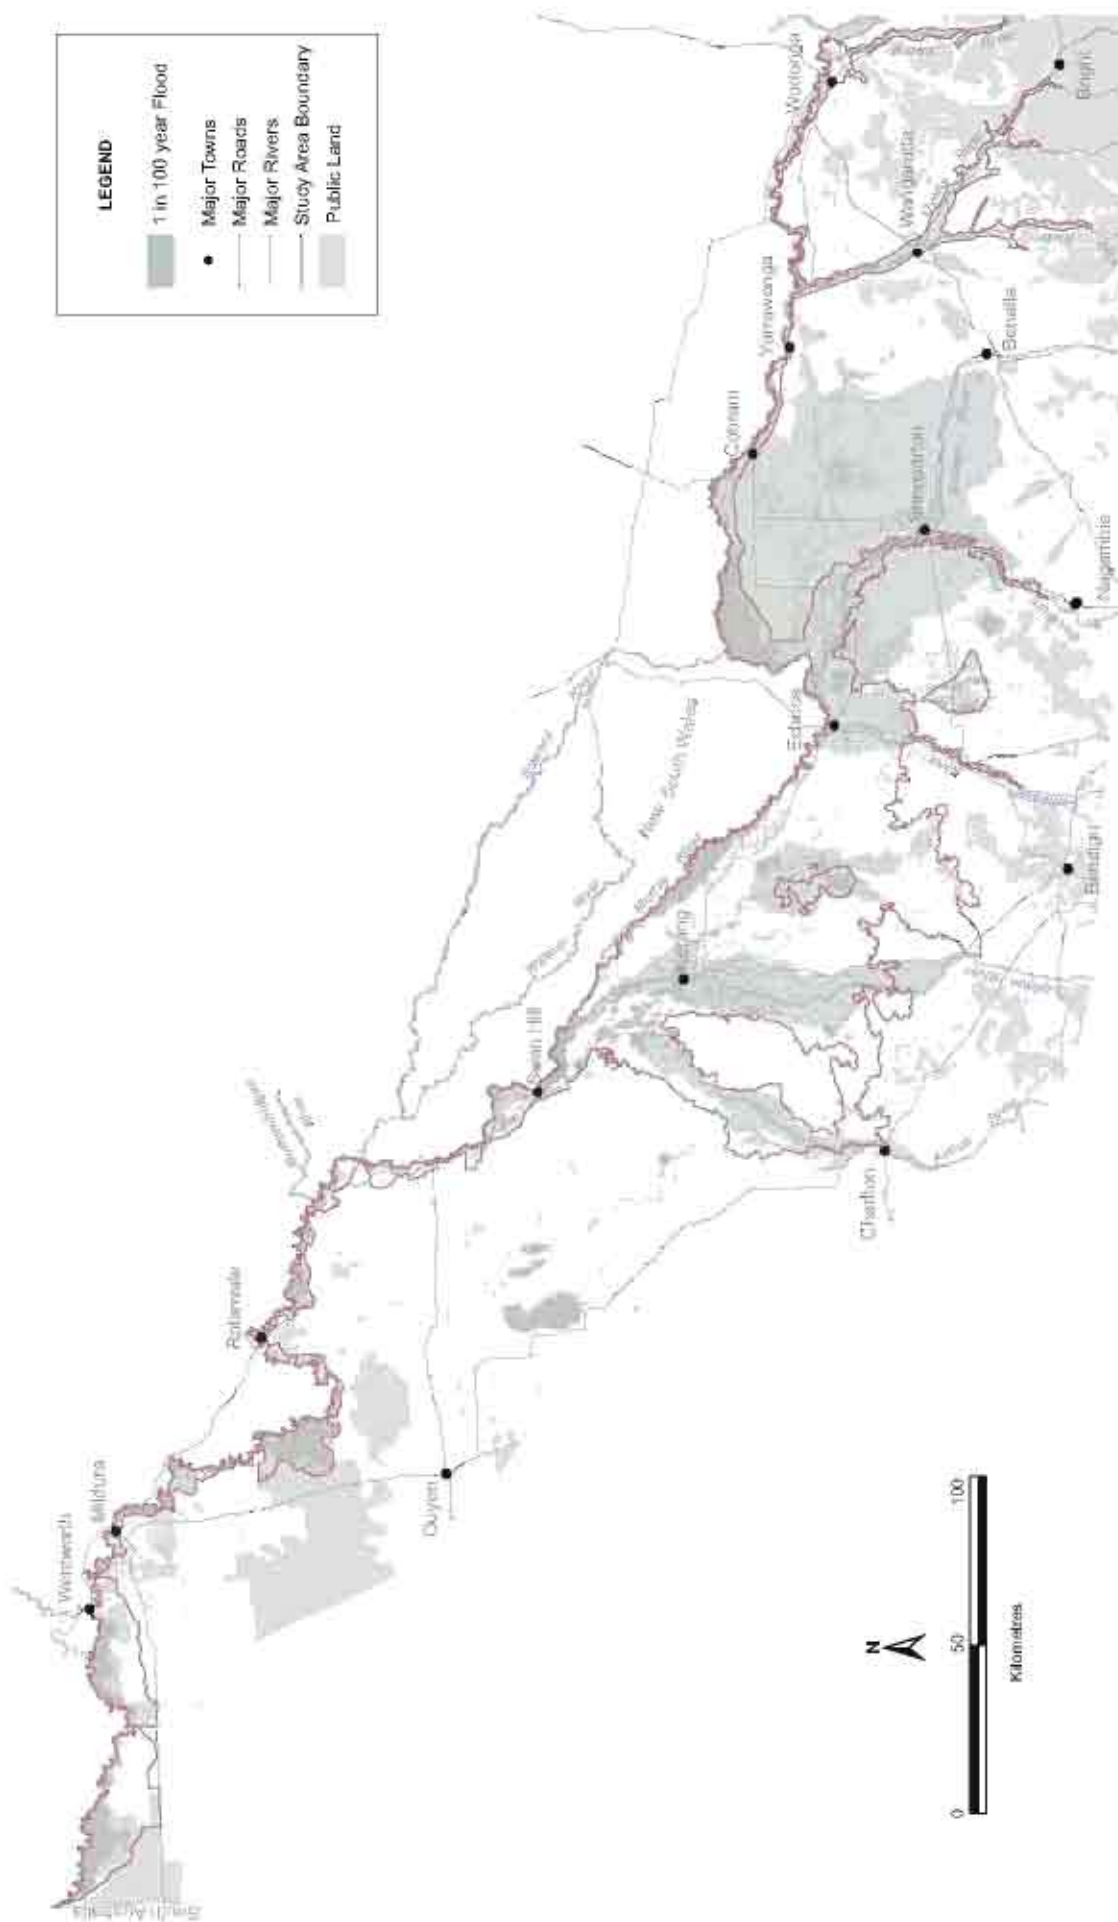 LEGEND
1 in 100 year Flood
Major Towns
Major Roads
Major Rivers
Study Area Boundary
Public Land
South Australia
Wentworth
Mildura
Robinvale
Ouyen
Swan Hill
Kerang
Charlton
New South Wales
Murray
Echuca
Bendigo
Cobram
Shepparton
Nagambie
Yarrawonga
Benalla
Wangaratta
Wodonga
Bright
N
0
50
100
Kilometres